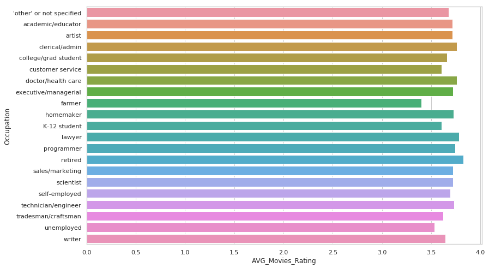 'other' or not specified
academic/educator
artist
clerical/admin
college/grad student
customer service
doctor/health care
executive/managerial
farmer
homemaker
K-12 student
lawyer
programmer
retired
sales/marketing
scientist
self-employed
technician/engineer
tradesman/craftsman
unemployed
writer
Occupation
0.0 0.5 1.0 1.5 2.0 2.5 3.0 3.5 4.0
AVG_Movies_Rating